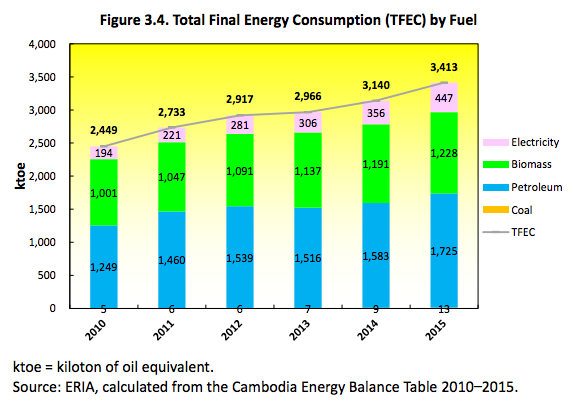 Figure 3.4. Total Final Energy Consumption (TFEC) by Fuel
ktoe
4,000
3,500
3,000
2,500
2,000
1,500
1,000
500
0
2,449 2,733 2,917 2,966 3,140 3,413
194 221 281 306 356 447
1,001 1,047 1,091 1,137 1,191 1,228
1,249 1,460 1,539 1,516 1,583 1,725
5 6 6 7 9 13
2010 2011 2012 2013 2014 2015
Electricity
Biomass
Petroleum
Coal
TFEC
ktoe = kiloton of oil equivalent.
Source: ERIA, calculated from the Cambodia Energy Balance Table 2010–2015.